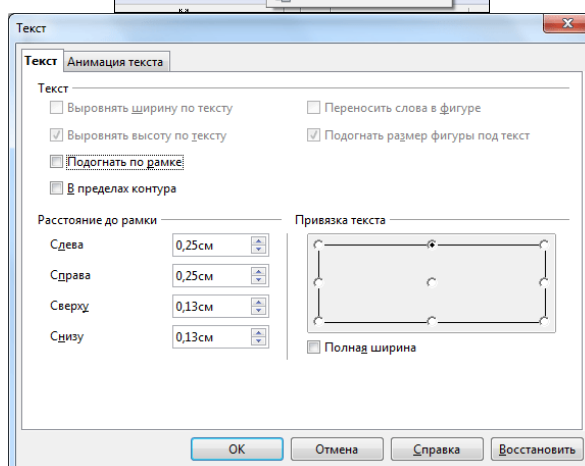 Текст
Текст Анимация текста
Текст
Выровнять ширину по тексту Переносить слова в фигуре
Выровнять высоту по тексту Подогнать размер фигуры под текст
Подогнать по рамке
В пределах контура
Расстояние до рамки Привязка текста
Слева 0,25см
Справа 0,25см
Сверху 0,13см
Снизу 0,13см
Полная ширина
ОК Отмена Справка Восстановить